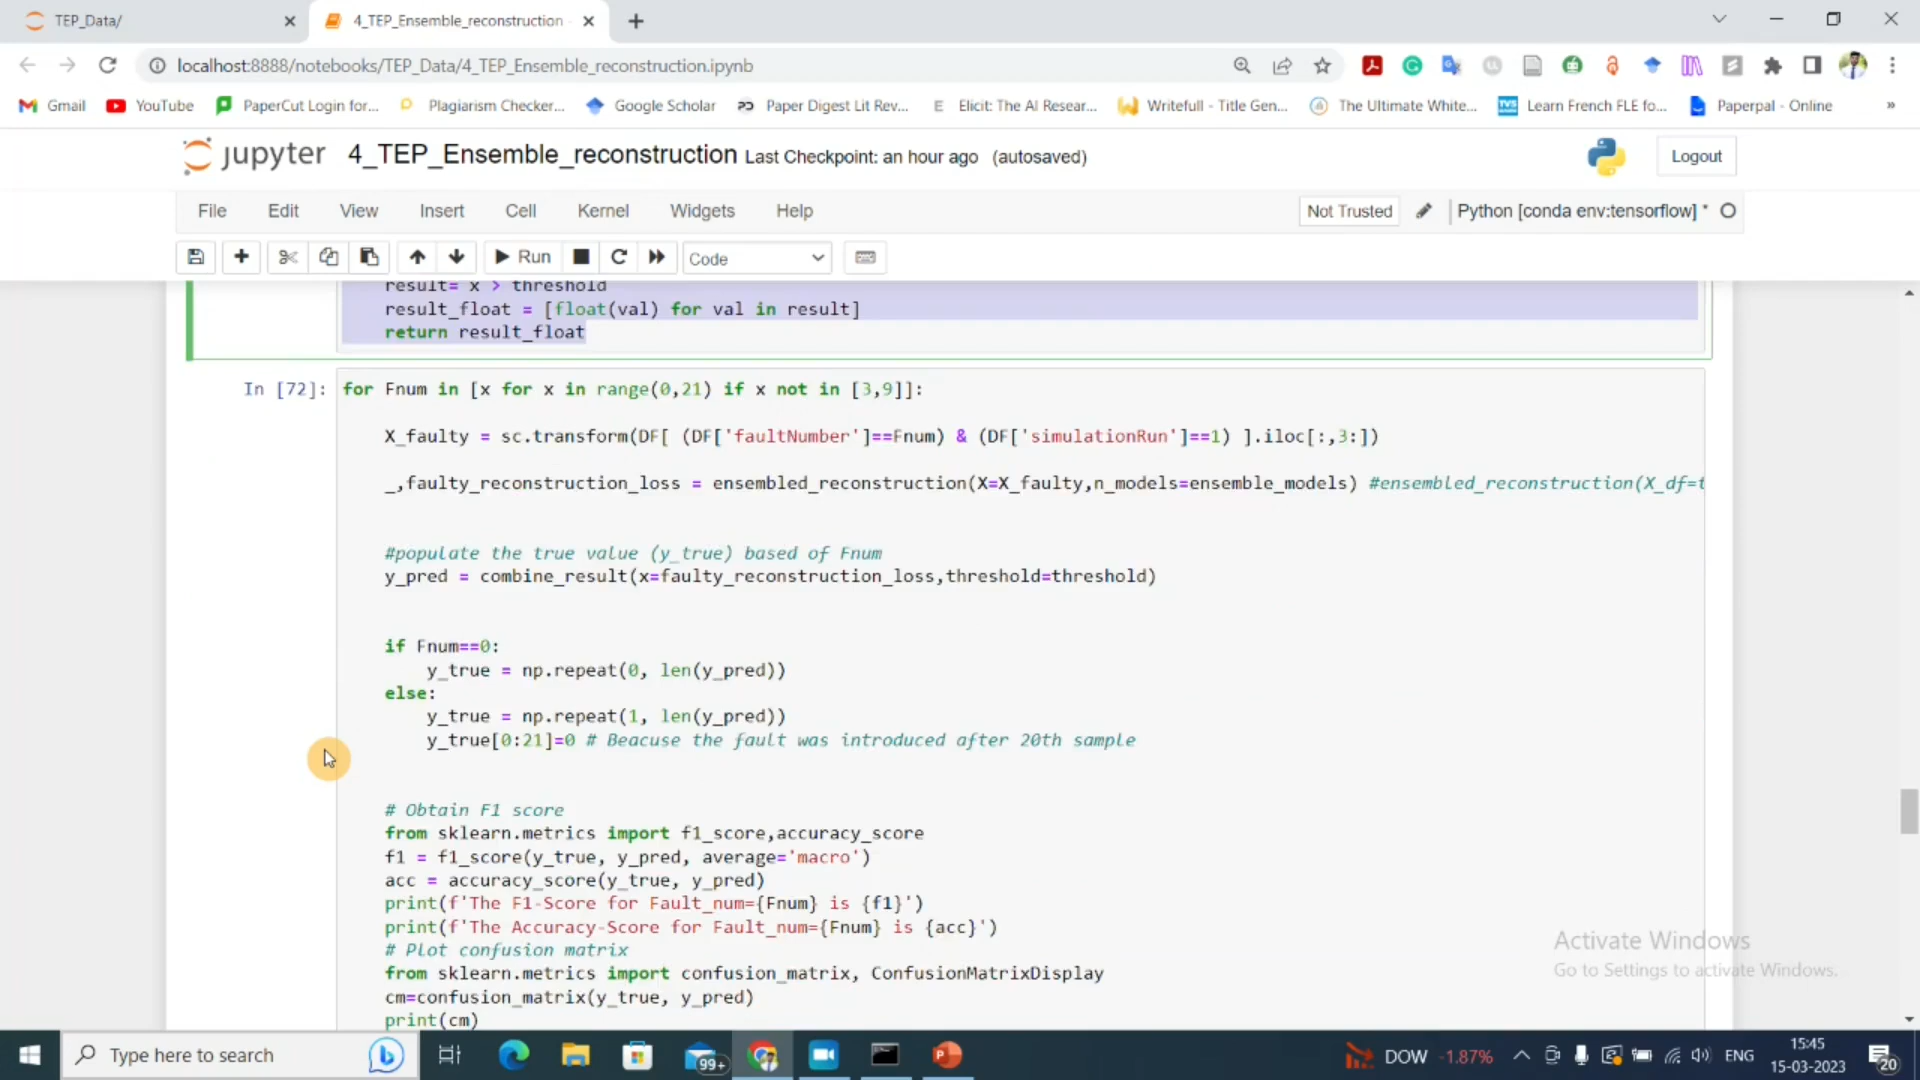 TEP_Data/
4_TEP_Ensemble_reconstruction
localhost:8888/notebooks/TEP_Data/4_TEP_Ensemble_reconstruction.ipynb
Gmail YouTube PaperCut Login for... Plagiarism Checker... Google Scholar Paper Digest Lit Rev... E Elicit: The AI Resear... Writefull - Title Gen... The Ultimate White... Learn French FLE fo... Paperpal - Online »
jupyter 4_TEP_Ensemble_reconstruction Last Checkpoint: an hour ago (autosaved) Logout
File Edit View Insert Cell Kernel Widgets Help Not Trusted Python [conda env:tensorflow] *
Run Code
result= x > threshold
result_float = [float(val) for val in result]
return result_float
In [72]: for Fnum in [x for x in range(0,21) if x not in [3,9]]:
X_faulty = sc.transform(DF[ (DF['faultNumber']==Fnum) & (DF['simulationRun']==1) ].iloc[:,3:])
_,faulty_reconstruction_loss = ensembled_reconstruction(X=X_faulty,n_models=ensemble_models) #ensembled_reconstruction(X_df=t
#populate the true value (y_true) based of Fnum
y_pred = combine_result(x=faulty_reconstruction_loss,threshold=threshold)
if Fnum==0:
y_true = np.repeat(0, len(y_pred))
else:
y_true = np.repeat(1, len(y_pred))
y_true[0:21]=0 # Beacuse the fault was introduced after 20th sample
# Obtain F1 score
from sklearn.metrics import f1_score,accuracy_score
f1 = f1_score(y_true, y_pred, average='macro')
acc = accuracy_score(y_true, y_pred)
print(f'The F1-Score for Fault_num={Fnum} is {f1}')
print(f'The Accuracy-Score for Fault_num={Fnum} is {acc}')
# Plot confusion matrix
from sklearn.metrics import confusion_matrix, ConfusionMatrixDisplay
cm=confusion_matrix(y_true, y_pred)
print(cm)
Activate Windows
Go to Settings to activate Windows.
Type here to search 99+ DOW -1.87% ENG 15:45
15-03-2023 20